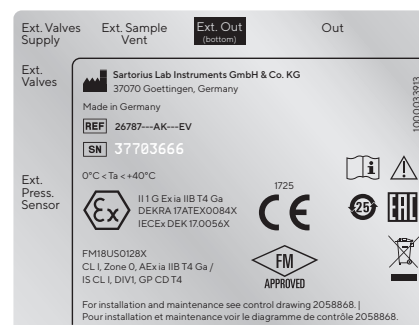 Ext. Valves
Supply
Ext. Sample
Vent
Ext. Out
(bottom)
Out
Ext.
Valves
Ext.
Press.
Sensor
Sartorius Lab Instruments GmbH & Co. KG
37070 Goettingen, Germany
Made in Germany
REF 26787---AK---EV
SN 37703666
0°C < Ta < +40°C
II 1 G Ex ia IIB T4 Ga
DEKRA 17ATEX0084X
IECEx DEK 17.0056X
Ex
1725
CE
i
25
EAC
1000033913
FM18US0128X
CL I, Zone 0, AEx ia IIB T4 Ga /
IS CL I, DIV1, GP CD T4
FM
APPROVED
For installation and maintenance see control drawing 2058868. |
Pour installation et maintenance voir le diagramme de contrôle 2058868.